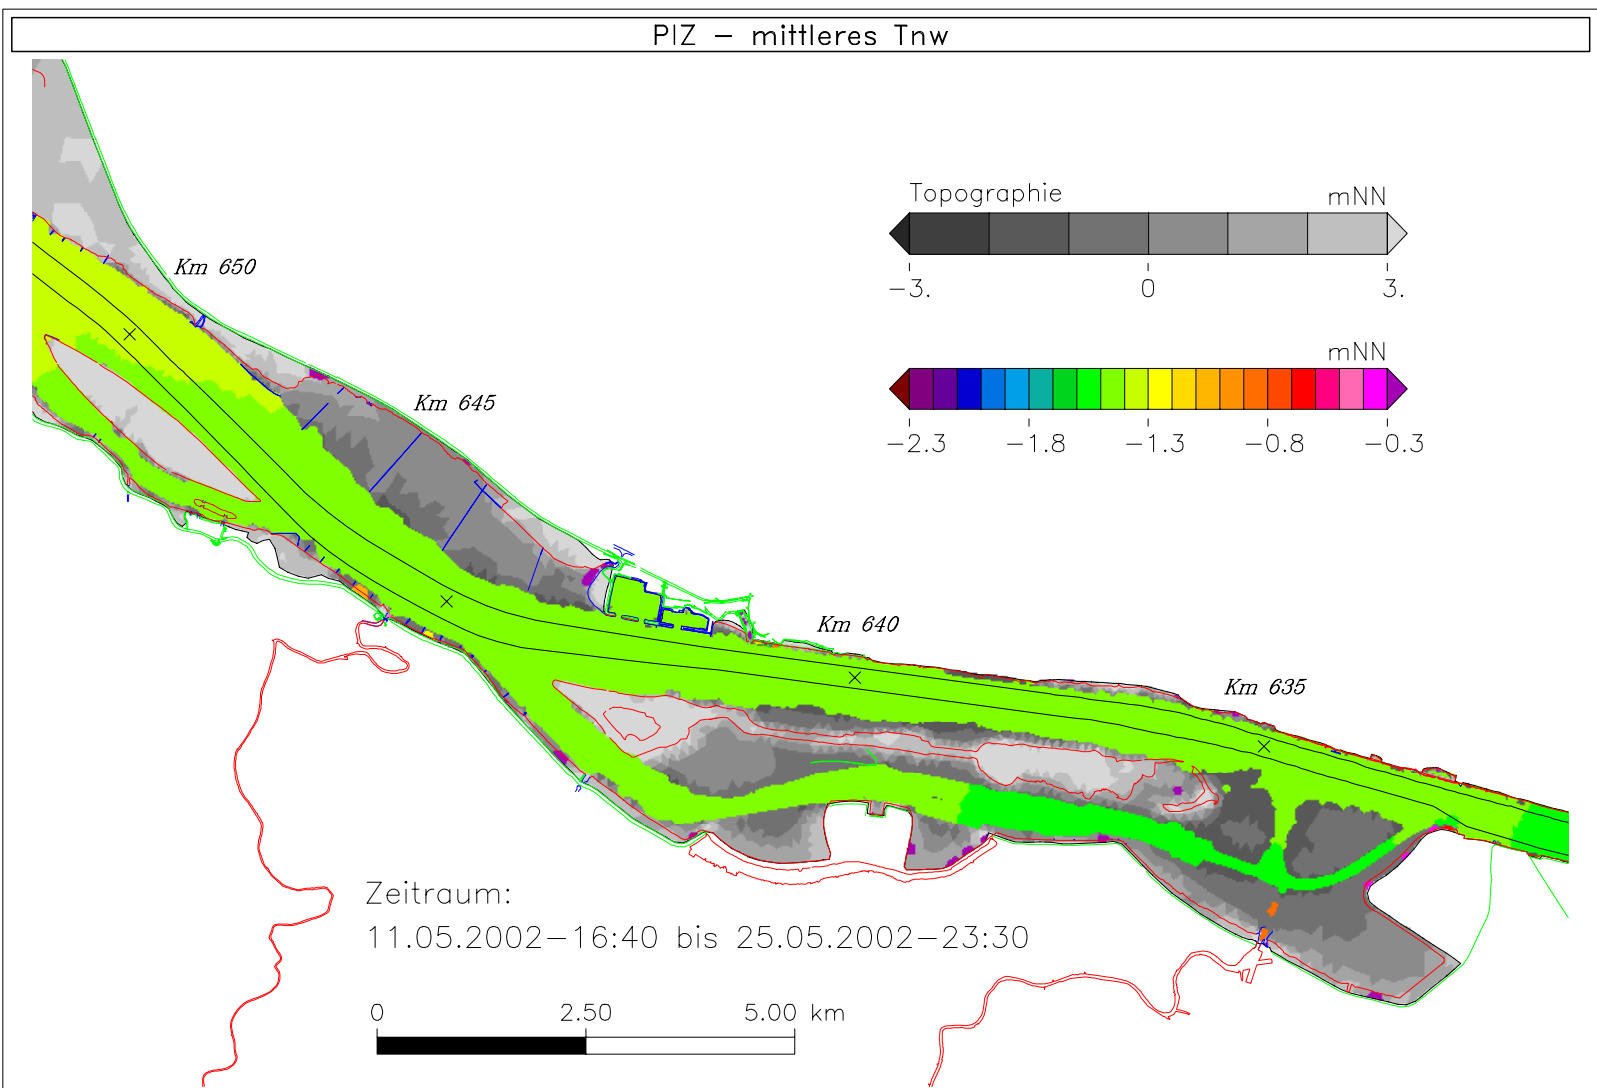 PIZ – mittleres Tnw
Topographie mNN
-3. 0 3.
Km 650
mNN
Km 645
-2.3 -1.8 -1.3 -0.8 -0.3
Km 640
Km 635
Zeitraum:
11.05.2002-16:40 bis 25.05.2002-23:30
0 2.50 5.00 km